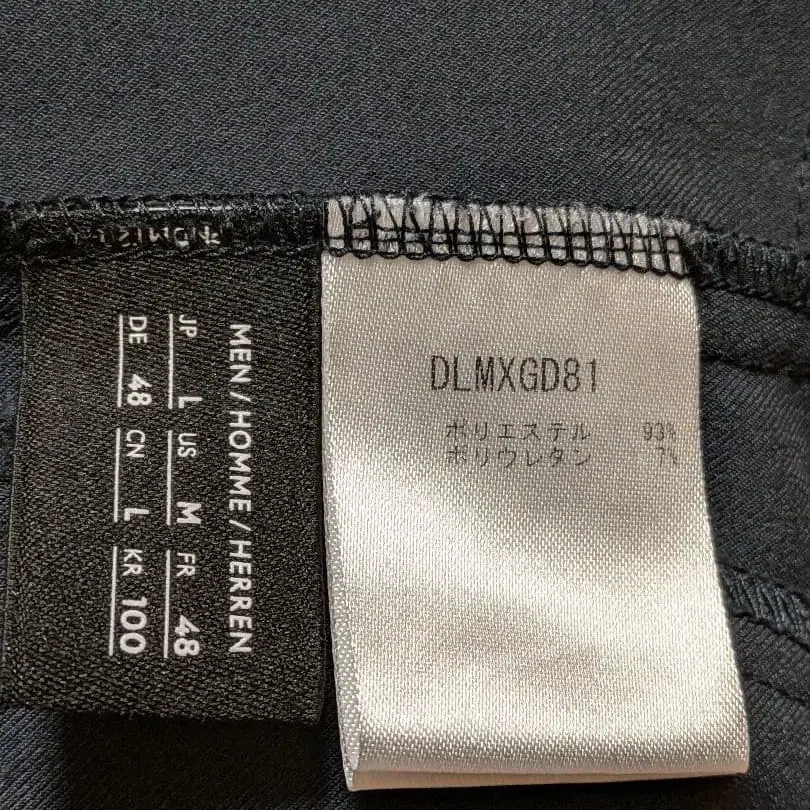 MEN / HOMME / HERREN
JP L US M FR 48
DE 48 CN L KR 100
DLMXGD81
ポリエステル 93%
ポリウレタン 7%